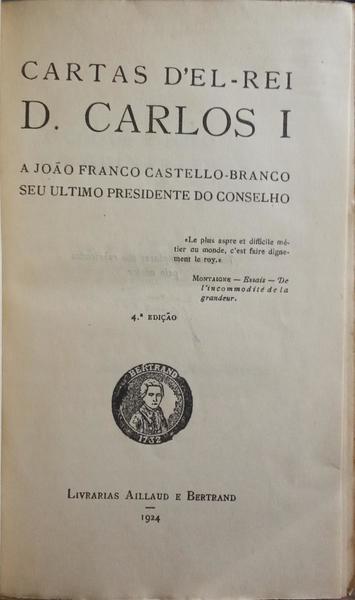 CARTAS D'EL-REI
D. CARLOS I
A JOÃO FRANCO CASTELLO-BRANCO
SEU ULTIMO PRESIDENTE DO CONSELHO
«Le plus aspre et difficile mé-
tier au monde, c'est faire digne-
ment le roy.»
MONTAIGNE — Essais — De
l'incommodité de la
grandeur.
4.ª EDIÇÃO
BERTRAND
1732
LIVRARIAS AILLAUD E BERTRAND
1924